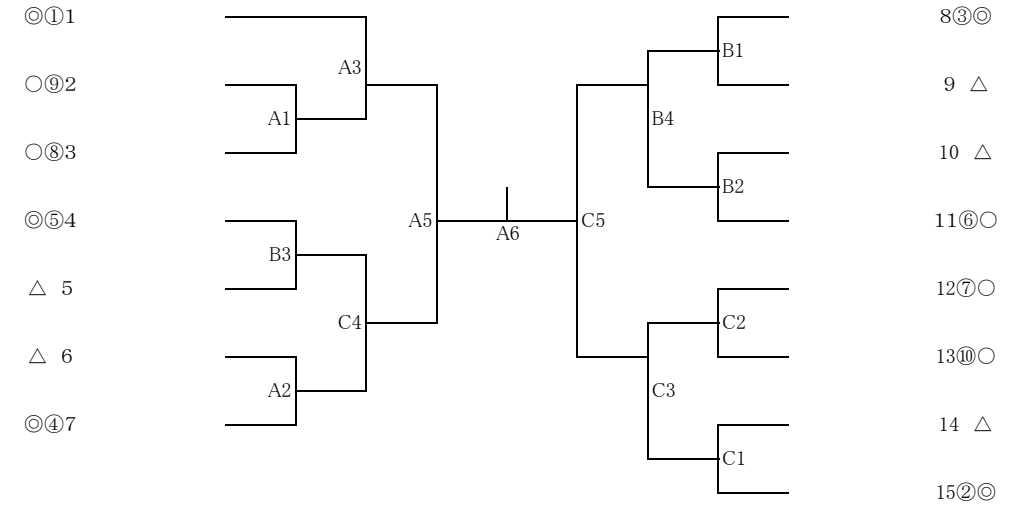 ◎①1
A3
○⑨2
A1
○⑧3
◎⑤4
A5
B3
△ 5
C4
△ 6
A2
◎④7
A6
8③◎
B1
9 △
B4
10 △
B2
11⑥○
C5
12⑦○
C2
13⑩○
C3
14 △
C1
15②◎